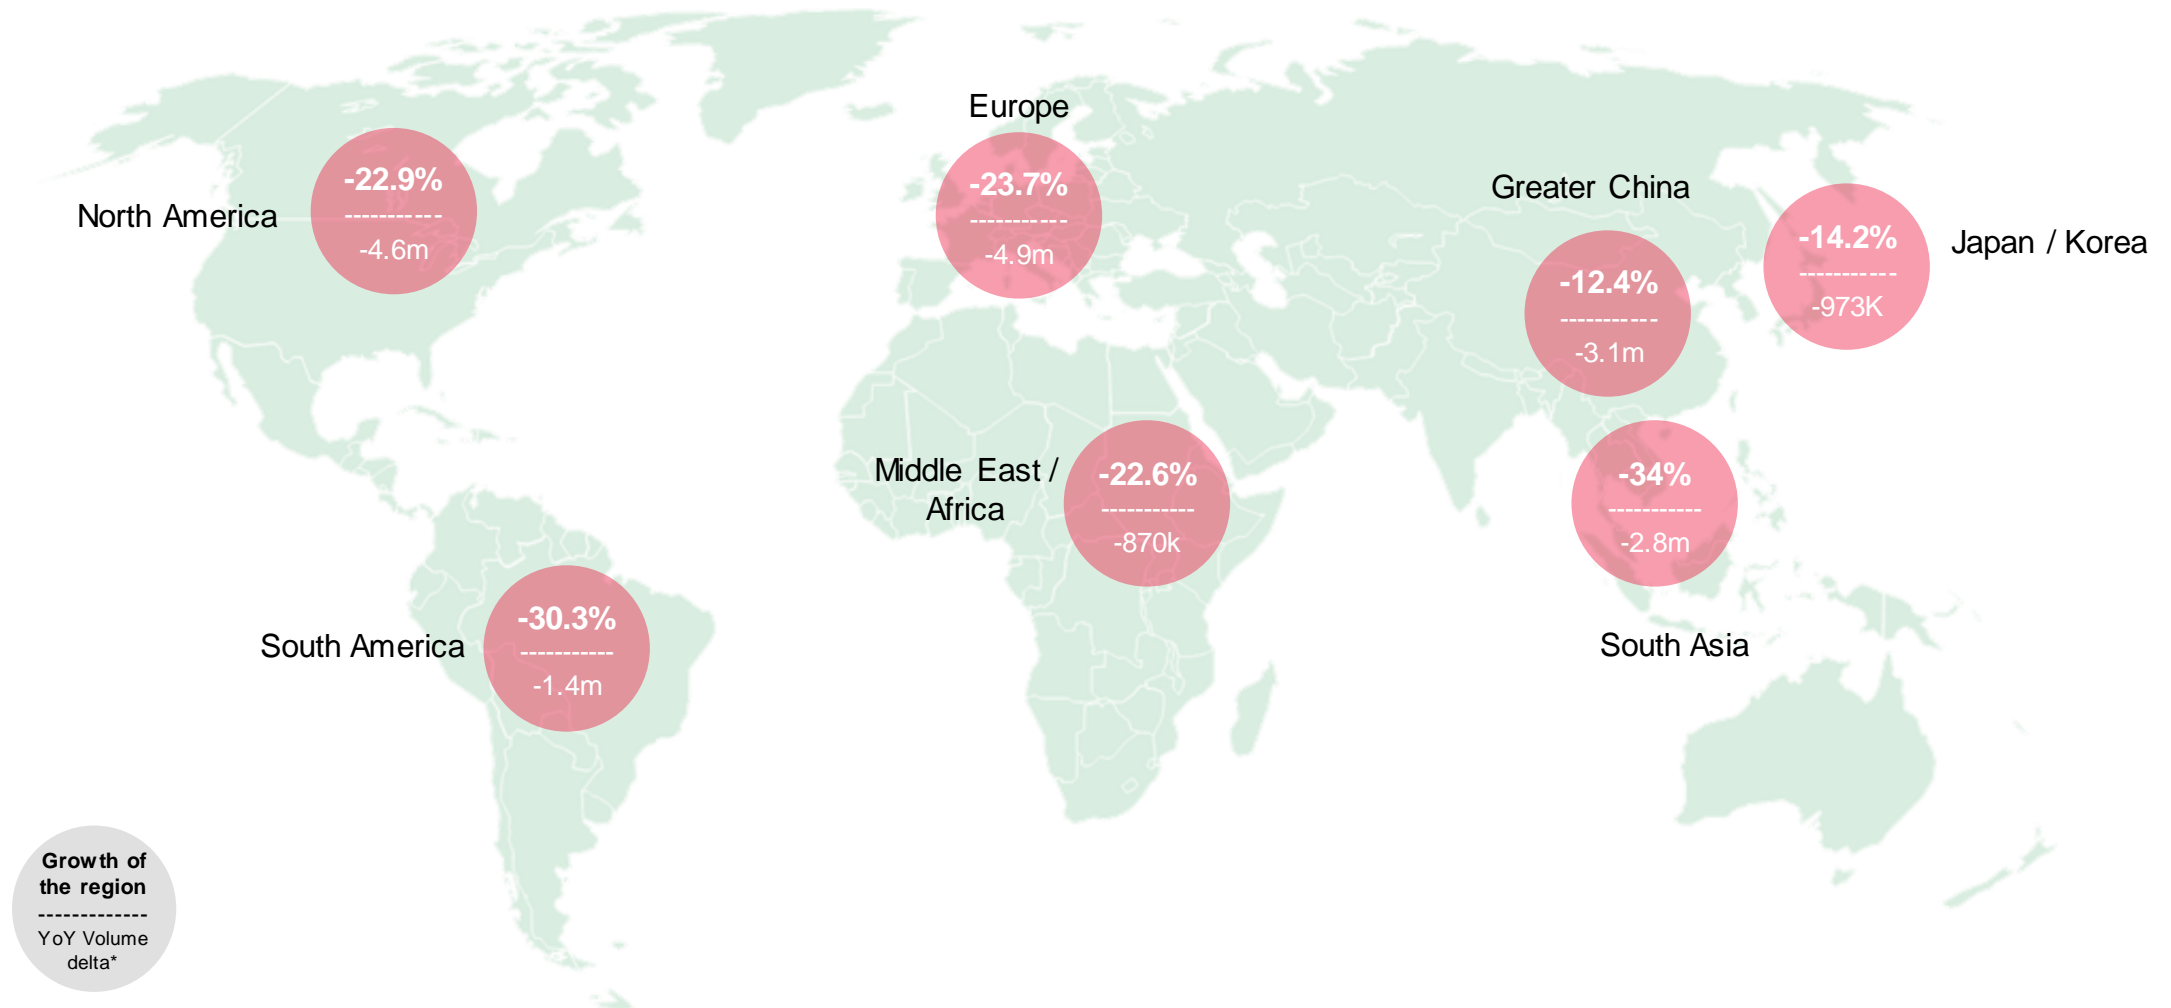 Europe
-23.7%
-----------
-4.9m
North America
-22.9%
-----------
-4.6m
Greater China
-12.4%
-----------
-3.1m
-14.2%
-----------
-973K
Japan / Korea
Middle East /
Africa
-22.6%
-----------
-870k
-34%
-----------
-2.8m
South Asia
South America
-30.3%
-----------
-1.4m
Growth of
the region
-------------
YoY Volume
delta*